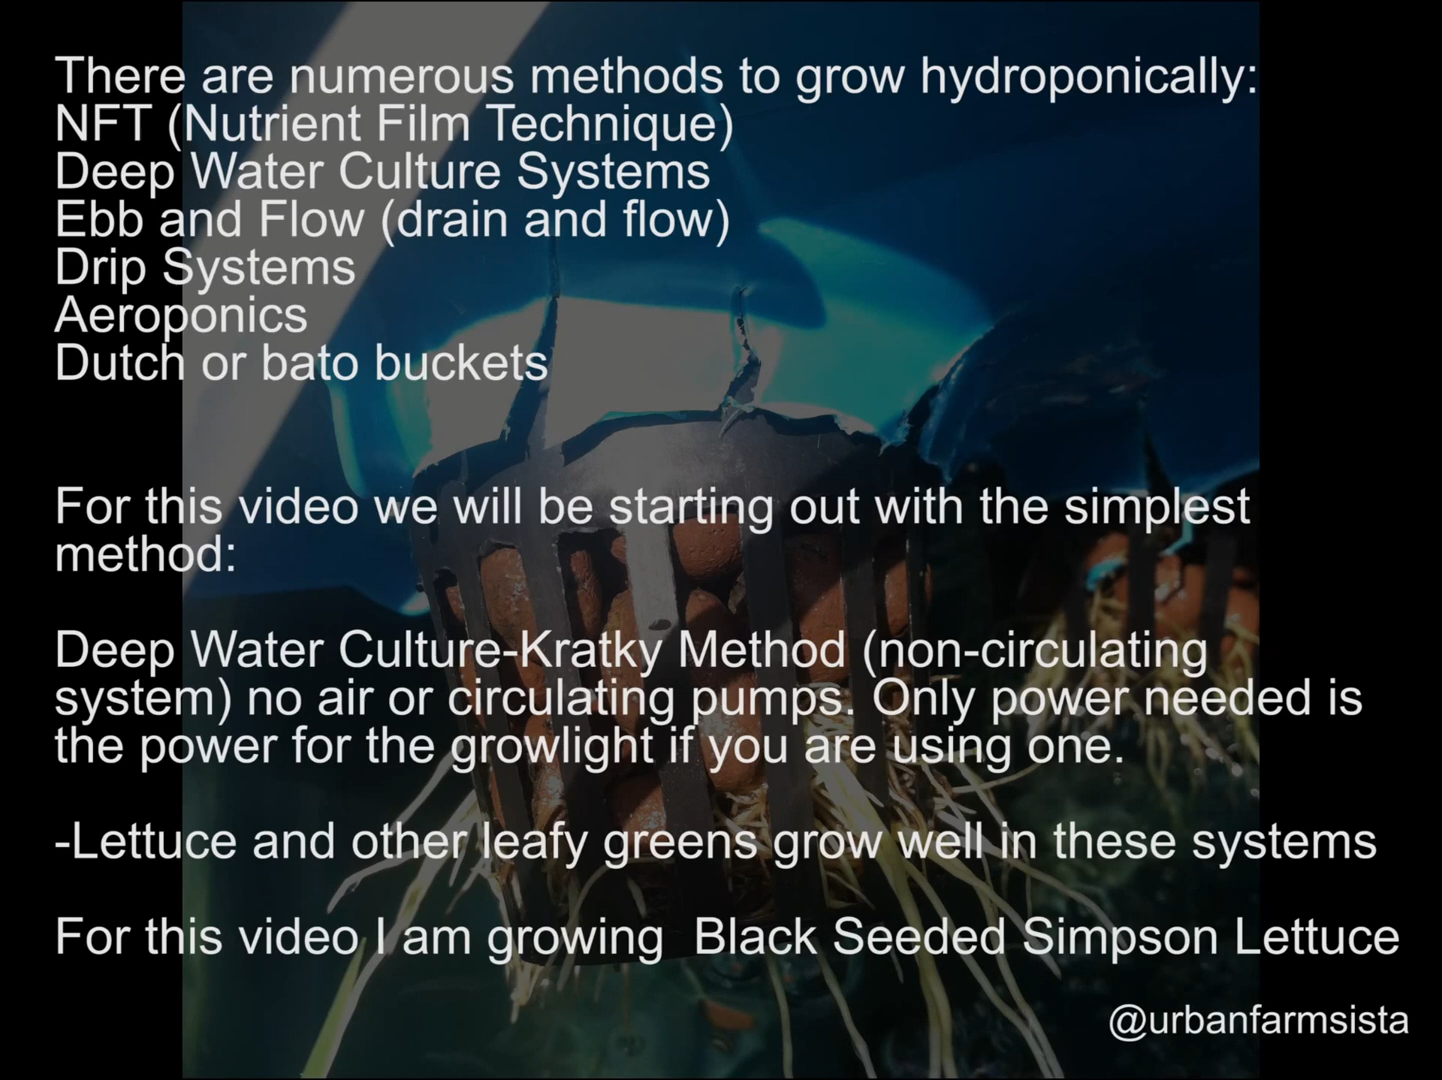 There are numerous methods to grow hydroponically:
NFT (Nutrient Film Technique)
Deep Water Culture Systems
Ebb and Flow (drain and flow)
Drip Systems
Aeroponics
Dutch or bato buckets
For this video we will be starting out with the simplest
method:
Deep Water Culture-Kratky Method (non-circulating
system) no air or circulating pumps. Only power needed is
the power for the growlight if you are using one.
-Lettuce and other leafy greens grow well in these systems
For this video I am growing  Black Seeded Simpson Lettuce
@urbanfarmsista